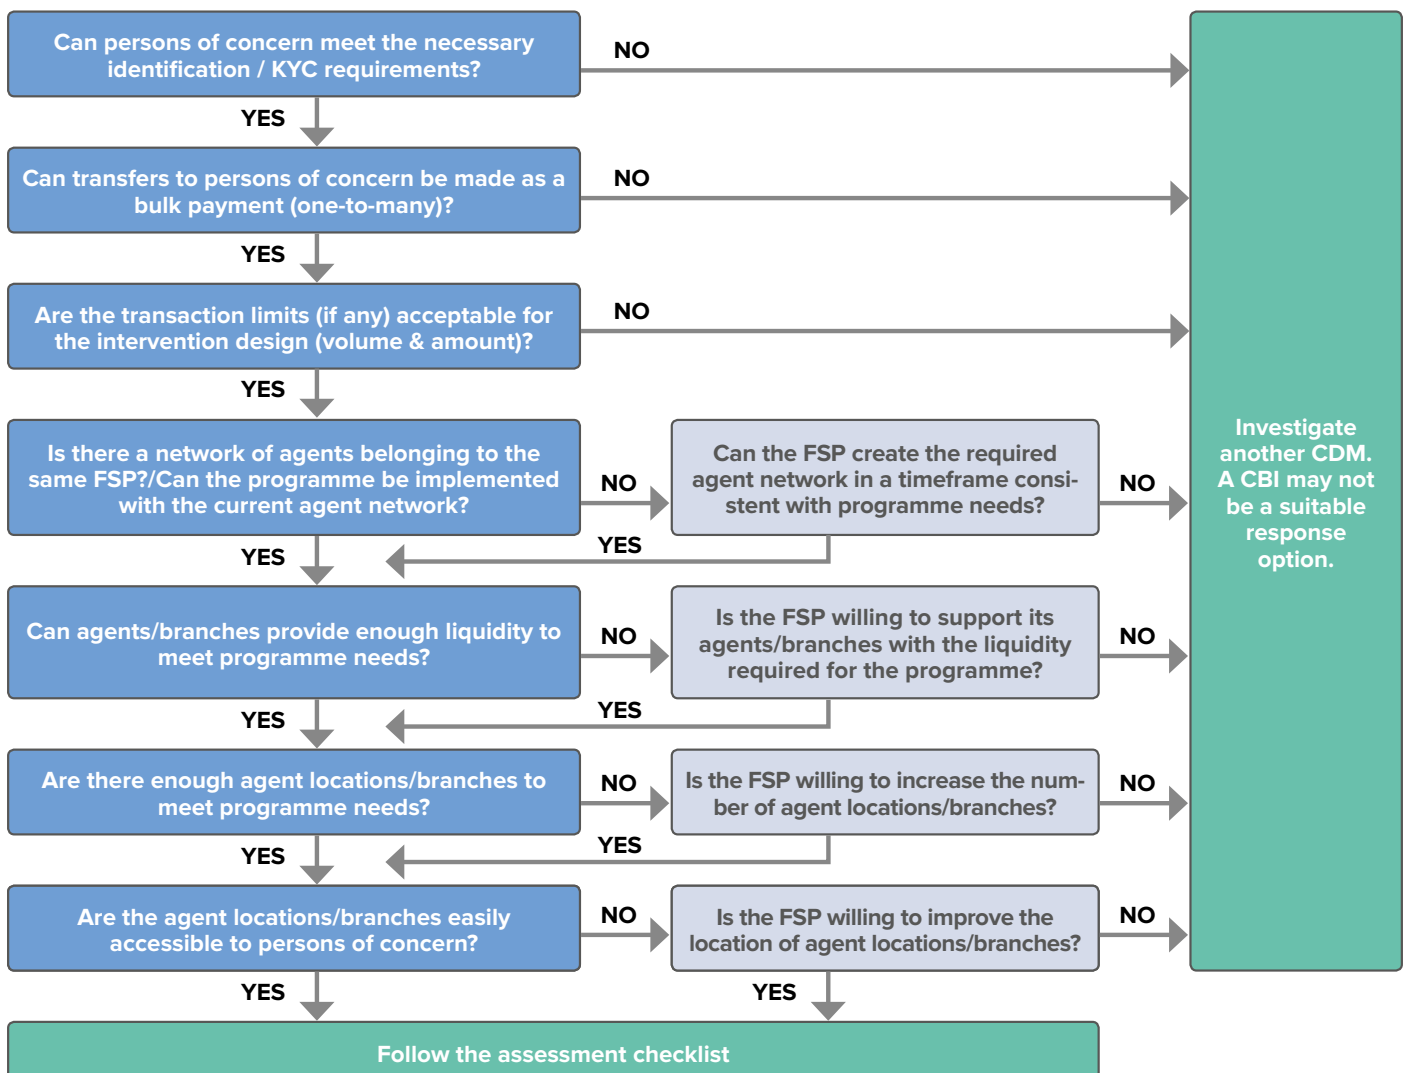 Can persons of concern meet the necessary
identification / KYC requirements?
NO
YES
Can transfers to persons of concern be made as a
bulk payment (one-to-many)?
NO
YES
Are the transaction limits (if any) acceptable for
the intervention design (volume & amount)?
NO
YES
Is there a network of agents belonging to the
same FSP?/Can the programme be implemented
with the current agent network?
NO
Can the FSP create the required
agent network in a timeframe consi-
stent with programme needs?
NO
YES
YES
Can agents/branches provide enough liquidity to
meet programme needs?
NO
Is the FSP willing to support its
agents/branches with the liquidity
required for the programme?
NO
YES
YES
Are there enough agent locations/branches to
meet programme needs?
NO
Is the FSP willing to increase the num-
ber of agent locations/branches?
NO
YES
YES
Are the agent locations/branches easily
accessible to persons of concern?
NO
Is the FSP willing to improve the
location of agent locations/branches?
NO
YES
YES
Investigate
another CDM.
A CBI may not
be a suitable
response
option.
Follow the assessment checklist